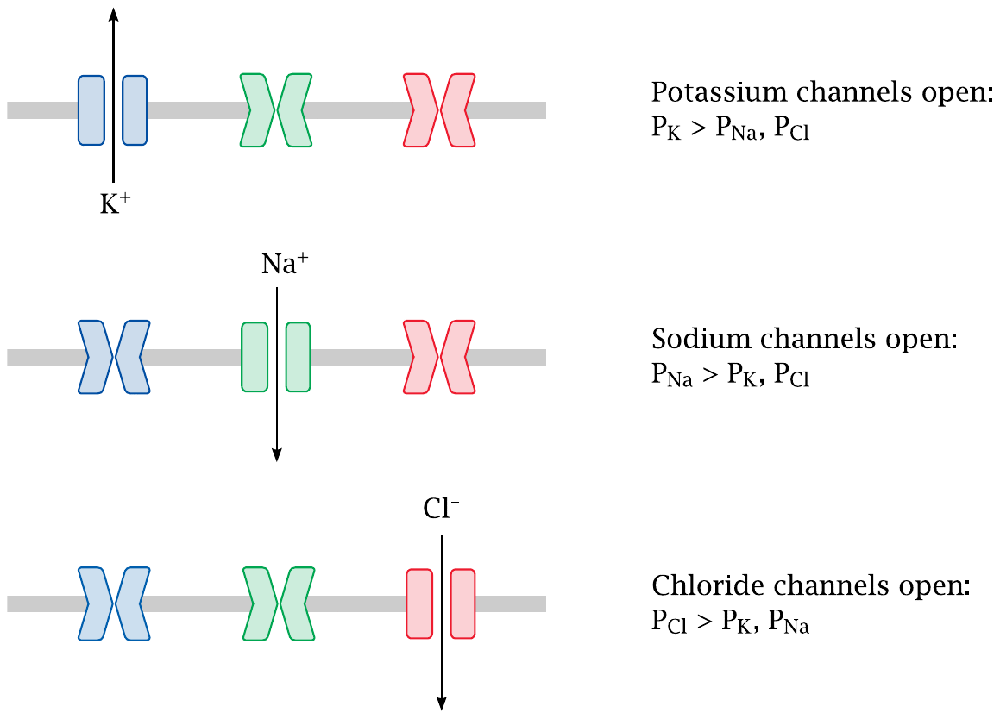 Potassium channels open:
P_K > P_Na, P_Cl
K⁺
Na⁺
Sodium channels open:
P_Na > P_K, P_Cl
Cl⁻
Chloride channels open:
P_Cl > P_K, P_Na